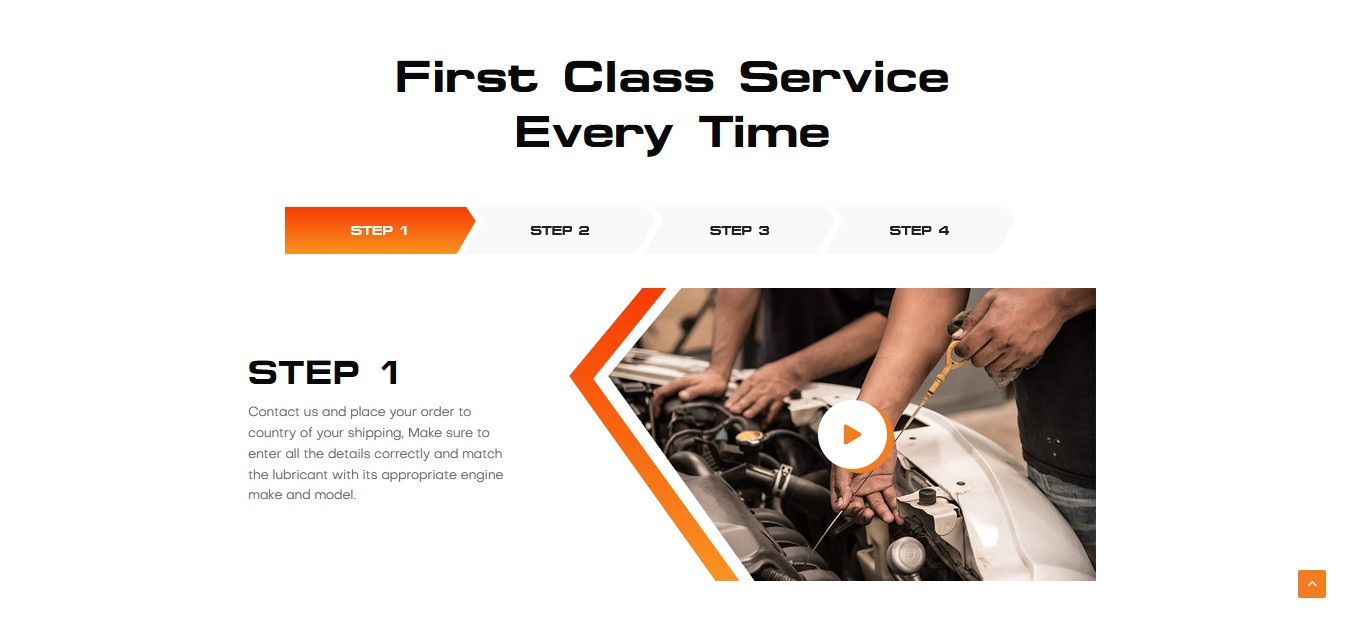 First Class Service
Every Time
STEP 1
STEP 2
STEP 3
STEP 4
STEP 1
Contact us and place your order to
country of your shipping, Make sure to
enter all the details correctly and match
the lubricant with its appropriate engine
make and model.